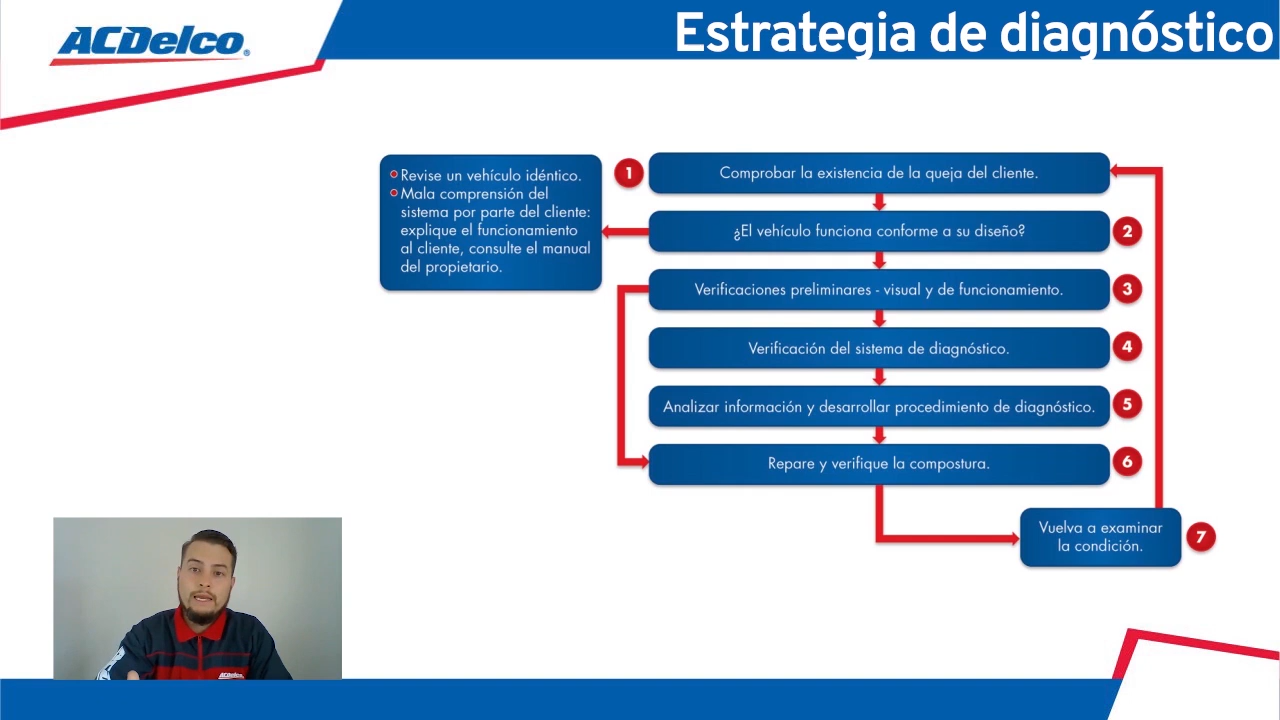 ACDelco®
Estrategia de diagnóstico
Revise un vehículo idéntico.
Mala comprensión del
sistema por parte del cliente:
explique el funcionamiento
al cliente, consulte el manual
del propietario.
1
Comprobar la existencia de la queja del cliente.
¿El vehículo funciona conforme a su diseño?
2
Verificaciones preliminares - visual y de funcionamiento.
3
Verificación del sistema de diagnóstico.
4
Analizar información y desarrollar procedimiento de diagnóstico.
5
Repare y verifique la compostura.
6
Vuelva a examinar
la condición.
7
ACDelco